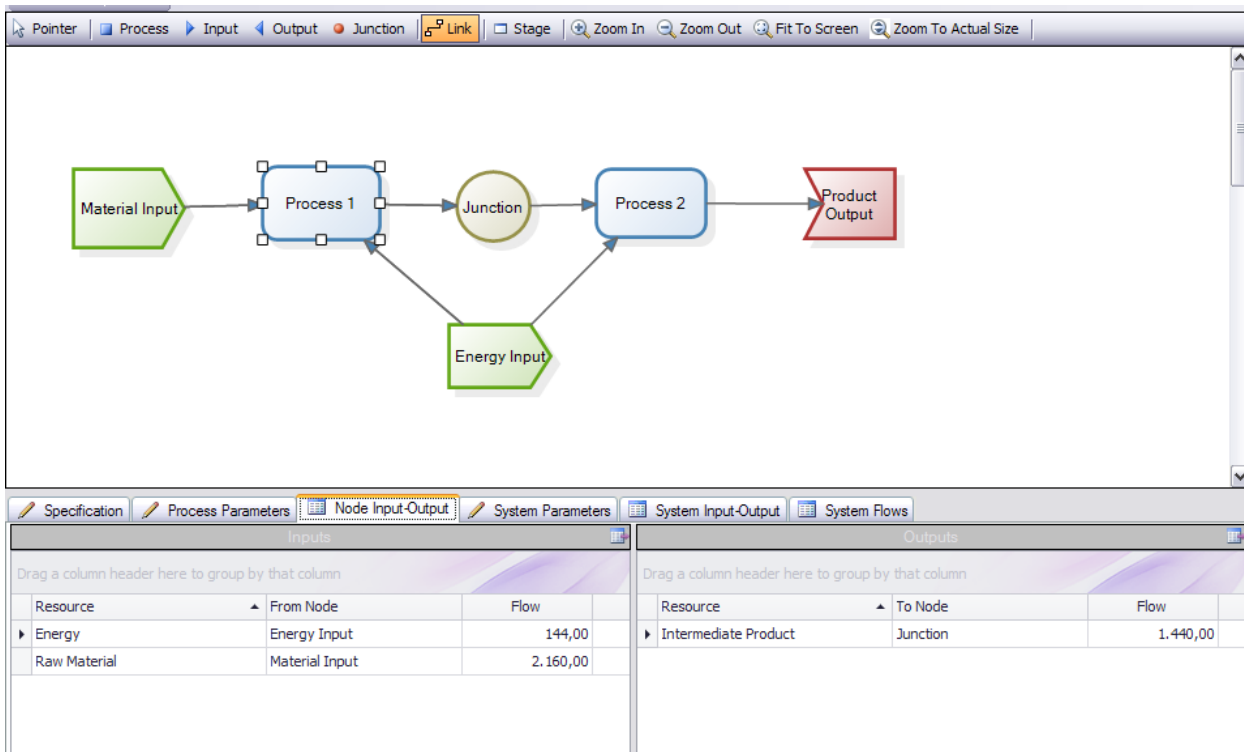 Pointer Process Input Output Junction Link Stage Zoom In Zoom Out Fit To Screen Zoom To Actual Size
Material Input
Process 1
Junction
Process 2
Product
Output
Energy Input
Specification Process Parameters Node Input-Output System Parameters System Input-Output System Flows
Inputs
Drag a column header here to group by that column
Resource From Node Flow
Energy Energy Input 144,00
Raw Material Material Input 2.160,00
Outputs
Drag a column header here to group by that column
Resource To Node Flow
Intermediate Product Junction 1.440,00